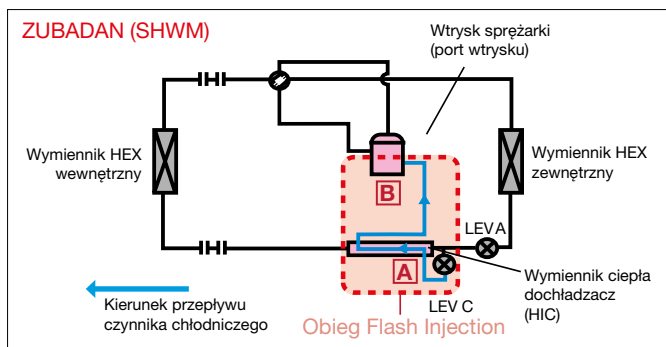 ZUBADAN (SHWM)
Wtrysk sprężarki
(port wtrysku)
Wymiennik HEX
wewnętrzny
Wymiennik HEX
zewnętrzny
B
LEV A
A
LEV C
Wymiennik ciepła
dochładzacz
(HIC)
Kierunek przepływu
czynnika chłodniczego
Obieg Flash Injection